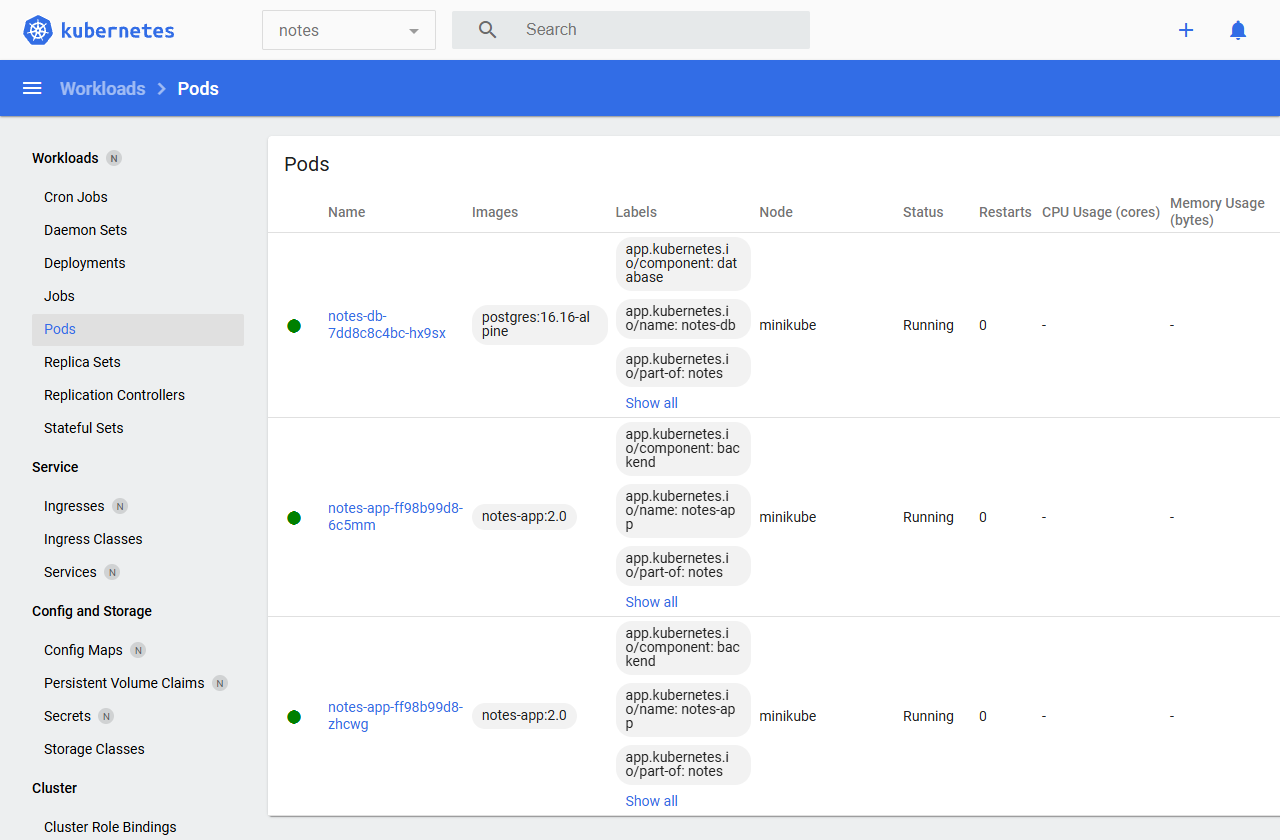 kubernetes
notes
Search
Workloads > Pods
Workloads N
Cron Jobs
Daemon Sets
Deployments
Jobs
Pods
Replica Sets
Replication Controllers
Stateful Sets
Service
Ingresses N
Ingress Classes
Services N
Config and Storage
Config Maps N
Persistent Volume Claims N
Secrets N
Storage Classes
Cluster
Cluster Role Bindings
Pods
Name Images Labels Node Status Restarts CPU Usage (cores) Memory Usage
(bytes)
notes-db-
7dd8c8c4bc-hx9sx
postgres:16.16-al
pine
app.kubernetes.i
o/component: dat
abase
app.kubernetes.i
o/name: notes-db
app.kubernetes.i
o/part-of: notes
Show all
minikube
Running
0
-
-
notes-app-ff98b99d8-
6c5mm
notes-app:2.0
app.kubernetes.i
o/component: bac
kend
app.kubernetes.i
o/name: notes-ap
p
app.kubernetes.i
o/part-of: notes
Show all
minikube
Running
0
-
-
notes-app-ff98b99d8-
zhcwg
notes-app:2.0
app.kubernetes.i
o/component: bac
kend
app.kubernetes.i
o/name: notes-ap
p
app.kubernetes.i
o/part-of: notes
Show all
minikube
Running
0
-
-